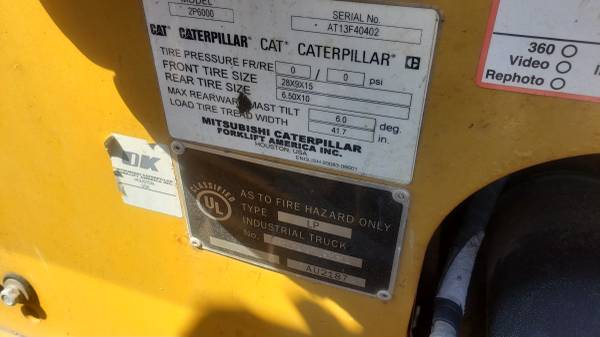 MODEL
2P6000
SERIAL No.
AT13F40402
CAT CATERPILLAR CAT CATERPILLAR C
TIRE PRESSURE FR/RE 0 / 0 psi
FRONT TIRE SIZE 28X9X15
REAR TIRE SIZE 6.50X10
MAX REARWARD MAST TILT 6.0 deg.
LOAD TIRE TREAD WIDTH 41.7 in.
MITSUBISHI CATERPILLAR
FORKLIFT AMERICA INC.
HOUSTON, USA
360
Video
Rephoto
OK
CLASSIFIED
UL
AS TO FIRE HAZARD ONLY
TYPE LP
INDUSTRIAL TRUCK
No.
AU2187